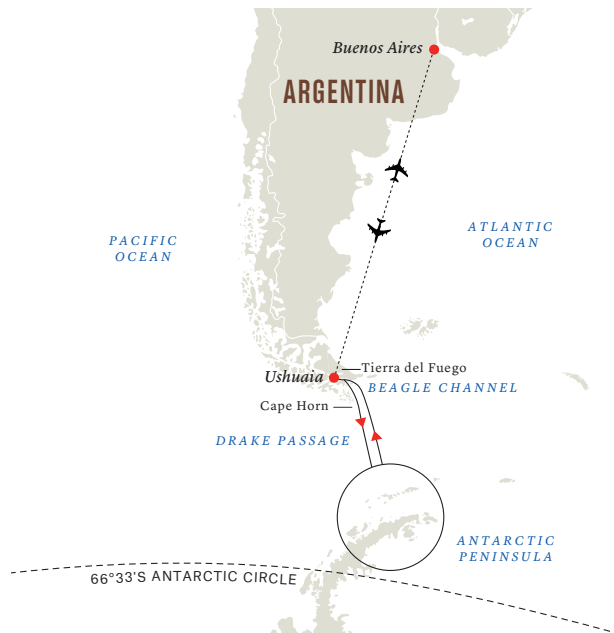 Buenos Aires
ARGENTINA
PACIFIC
OCEAN
ATLANTIC
OCEAN
Tierra del Fuego
Ushuaia
BEAGLE CHANNEL
Cape Horn
DRAKE PASSAGE
ANTARCTIC
PENINSULA
66°33'S ANTARCTIC CIRCLE